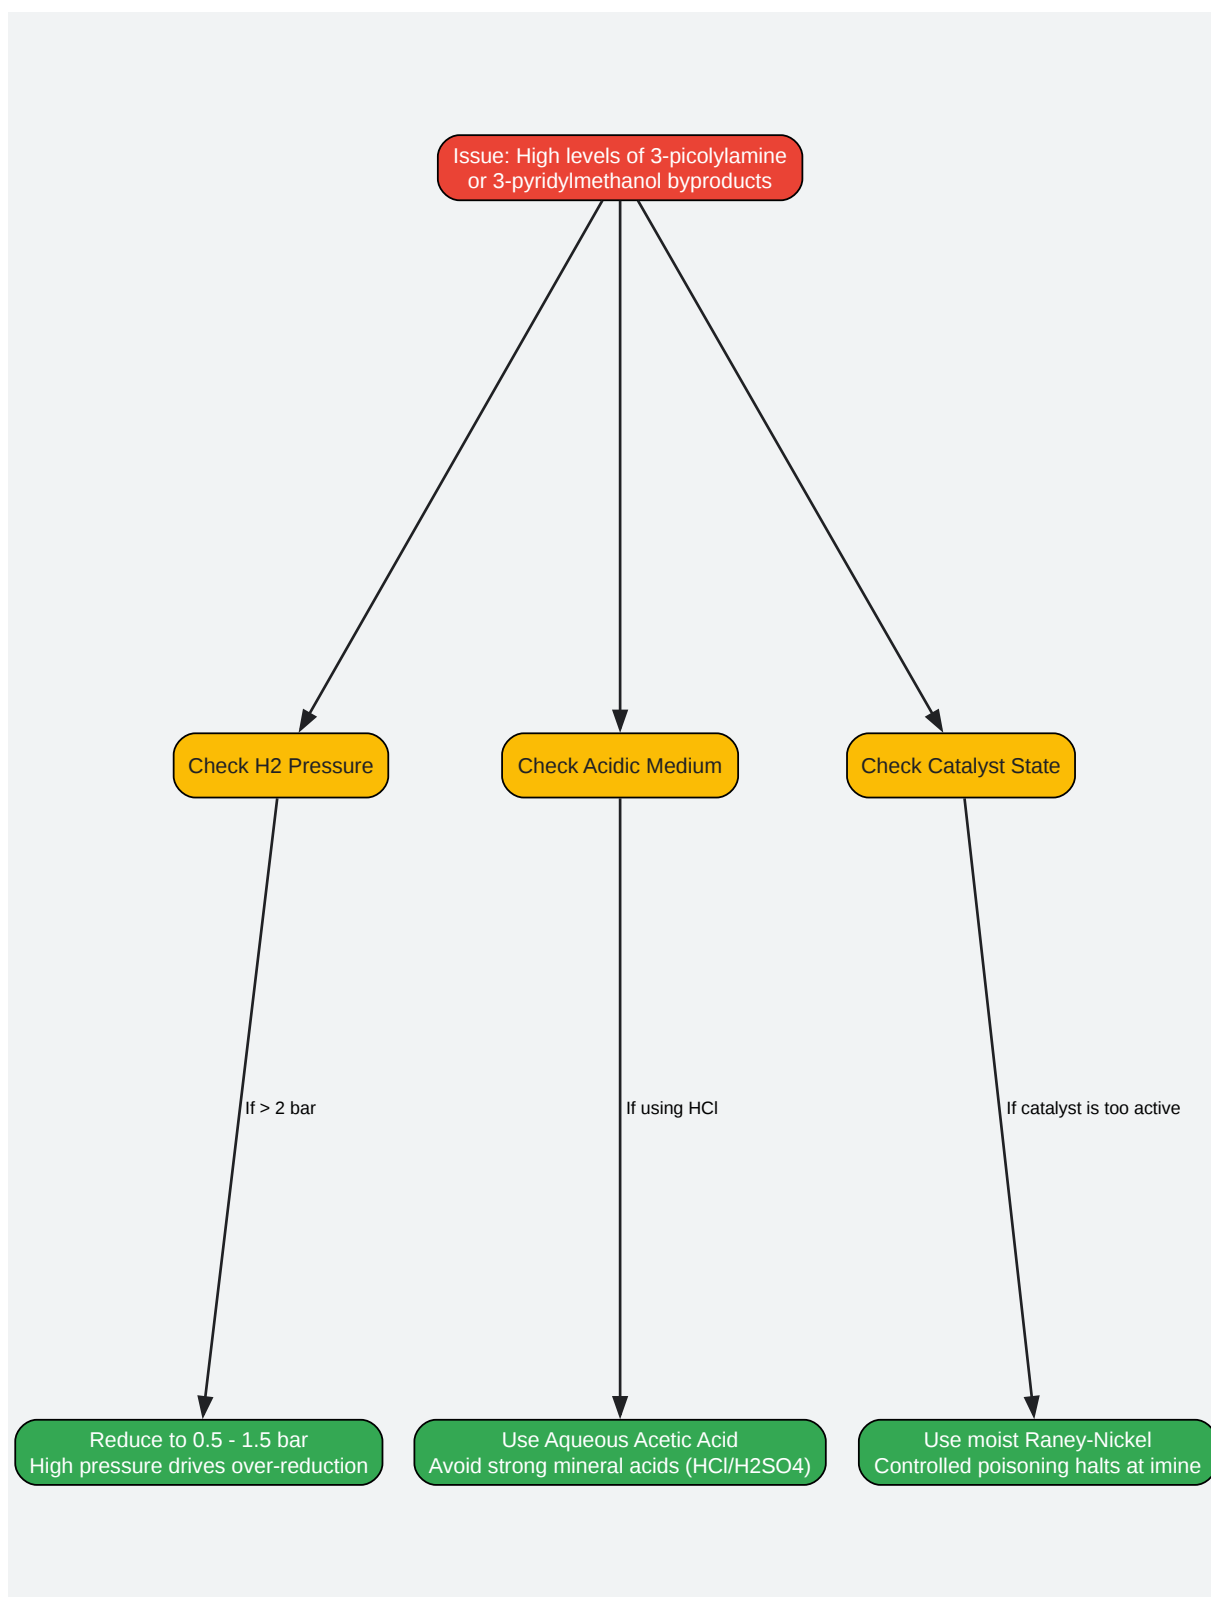 Issue: High levels of 3-picolylamine
or 3-pyridylmethanol byproducts
Check H2 Pressure
Check Acidic Medium
Check Catalyst State
If > 2 bar
If using HCl
If catalyst is too active
Reduce to 0.5 - 1.5 bar
High pressure drives over-reduction
Use Aqueous Acetic Acid
Avoid strong mineral acids (HCl/H2SO4)
Use moist Raney-Nickel
Controlled poisoning halts at imine